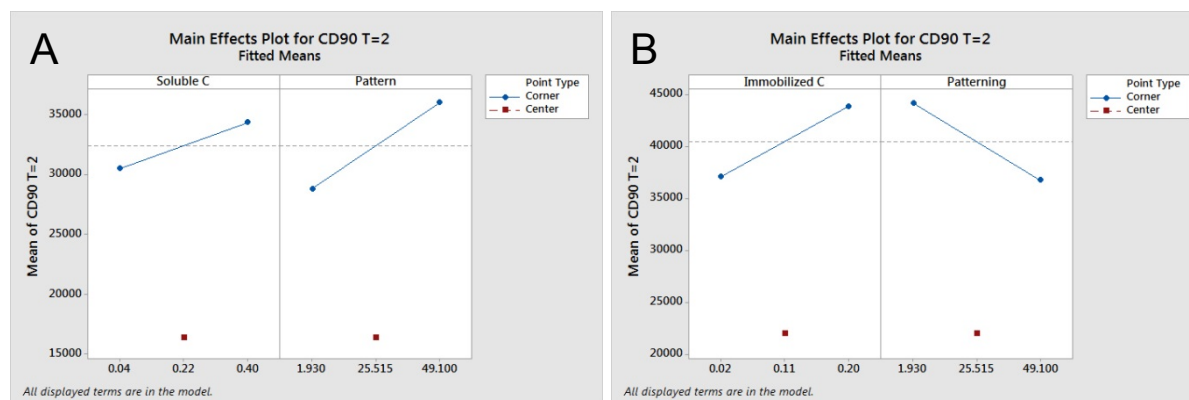 A
Main Effects Plot for CD90 T=2
Fitted Means
Soluble C
Pattern
Point Type
Corner
Center
Mean of CD90 T=2
35000
30000
25000
20000
15000
0.04 0.22 0.40 1.930 25.515 49.100
All displayed terms are in the model.
B
Main Effects Plot for CD90 T=2
Fitted Means
Immobilized C
Patterning
Point Type
Corner
Center
Mean of CD90 T=2
45000
40000
35000
30000
25000
20000
0.02 0.11 0.20 1.930 25.515 49.100
All displayed terms are in the model.